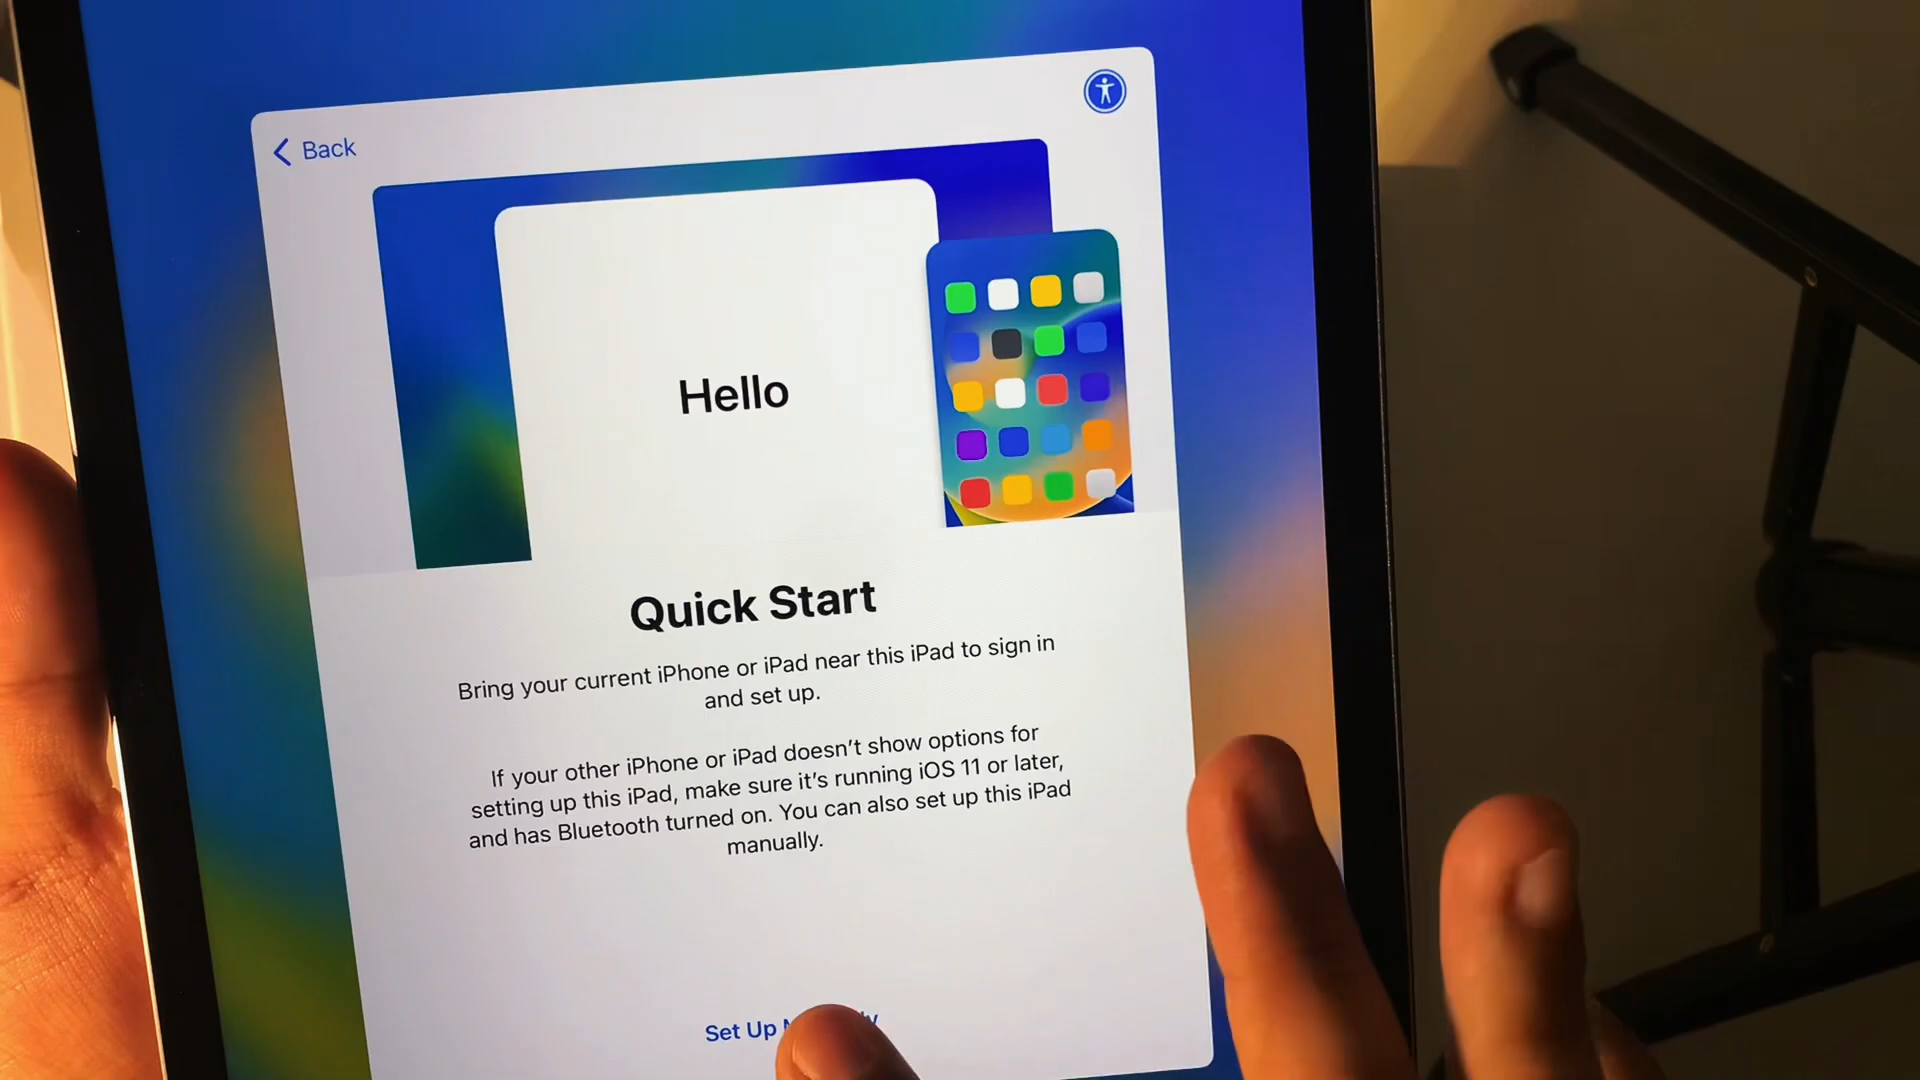 Back
Hello
Quick Start
Bring your current iPhone or iPad near this iPad to sign in
and set up.
If your other iPhone or iPad doesn't show options for
setting up this iPad, make sure it's running iOS 11 or later,
and has Bluetooth turned on. You can also set up this iPad
manually.
Set Up